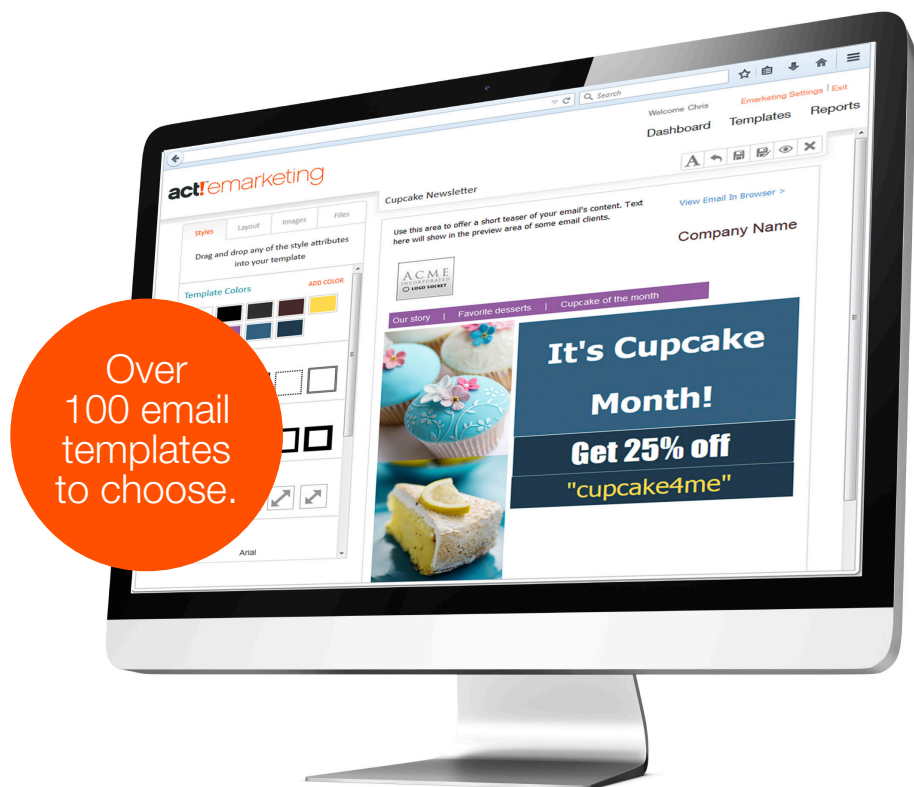 Search
Welcome Chris
Emarketing Settings | Exit
Dashboard
Templates
Reports
act! emarketing
Cupcake Newsletter
Styles
Layout
Images
Files
Drag and drop any of the style attributes
into your template
Template Colors
ADD COLOR
Arial
Use this area to offer a short teaser of your email's content. Text
here will show in the preview area of some email clients.
View Email In Browser >
Company Name
ACME
INCORPORATED
LOGO SOCKET
Our story | Favorite desserts | Cupcake of the month
It's Cupcake
Month!
Get 25% off
"cupcake4me"
Over
100 email
templates
to choose.